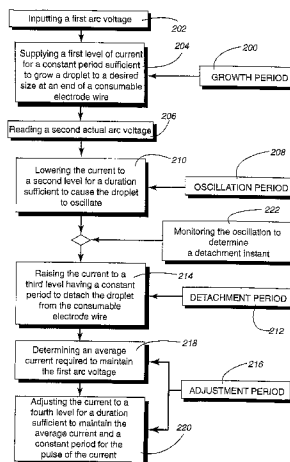 Inputting a first arc voltage
202
Supplying a first level of current
for a constant period sufficient
to grow a droplet to a desired
size at an end of a consumable
electrode wire
204
200
GROWTH PERIOD
Reading a second actual arc voltage
206
210
208
Lowering the current to
a second level for a duration
sufficient to cause the droplet
to oscillate
OSCILLATION PERIOD
222
Monitoring the oscillation to
determine
a detachment instant
Raising the current to a
third level having a constant
period to detach the droplet
from the consumable
electrode wire
214
DETACHMENT PERIOD
212
218
Determining an average
current required to maintain
the first arc voltage
216
ADJUSTMENT PERIOD
Adjusting the current to a
fourth level for a duration
sufficient to maintain the
average current and a
constant period for the
pulse of the current
220